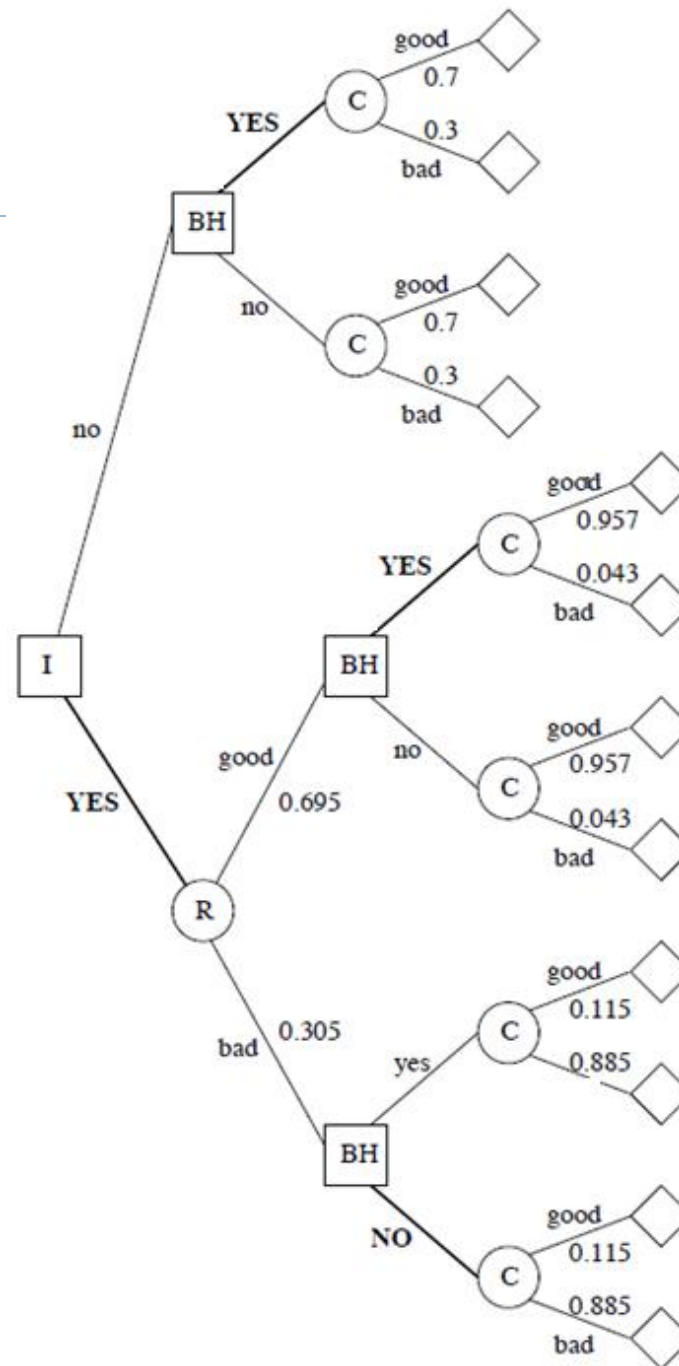 good
0.7
C
YES
0.3
bad
BH
good
no
0.7
C
0.3
bad
no
good
0.957
C
YES
0.043
bad
I
BH
good
good
no
0.957
YES
0.695
C
0.043
bad
R
good
0.305
0.115
bad
C
yes
0.885
BH
good
NO
0.115
C
0.885
bad